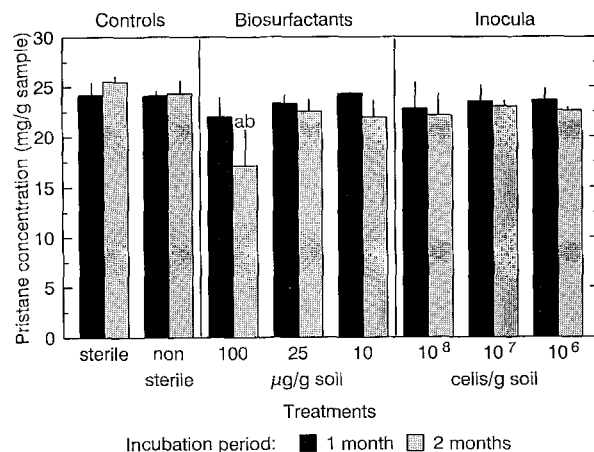 Controls Biosurfactants Inocula
Pristane concentration (mg/g sample)
30
25
20
15
10
5
0
ab
sterile non 100 25 10 10⁸ 10⁷ 10⁶
sterile µg/g soil cells/g soil
Treatments
Incubation period: 1 month 2 months